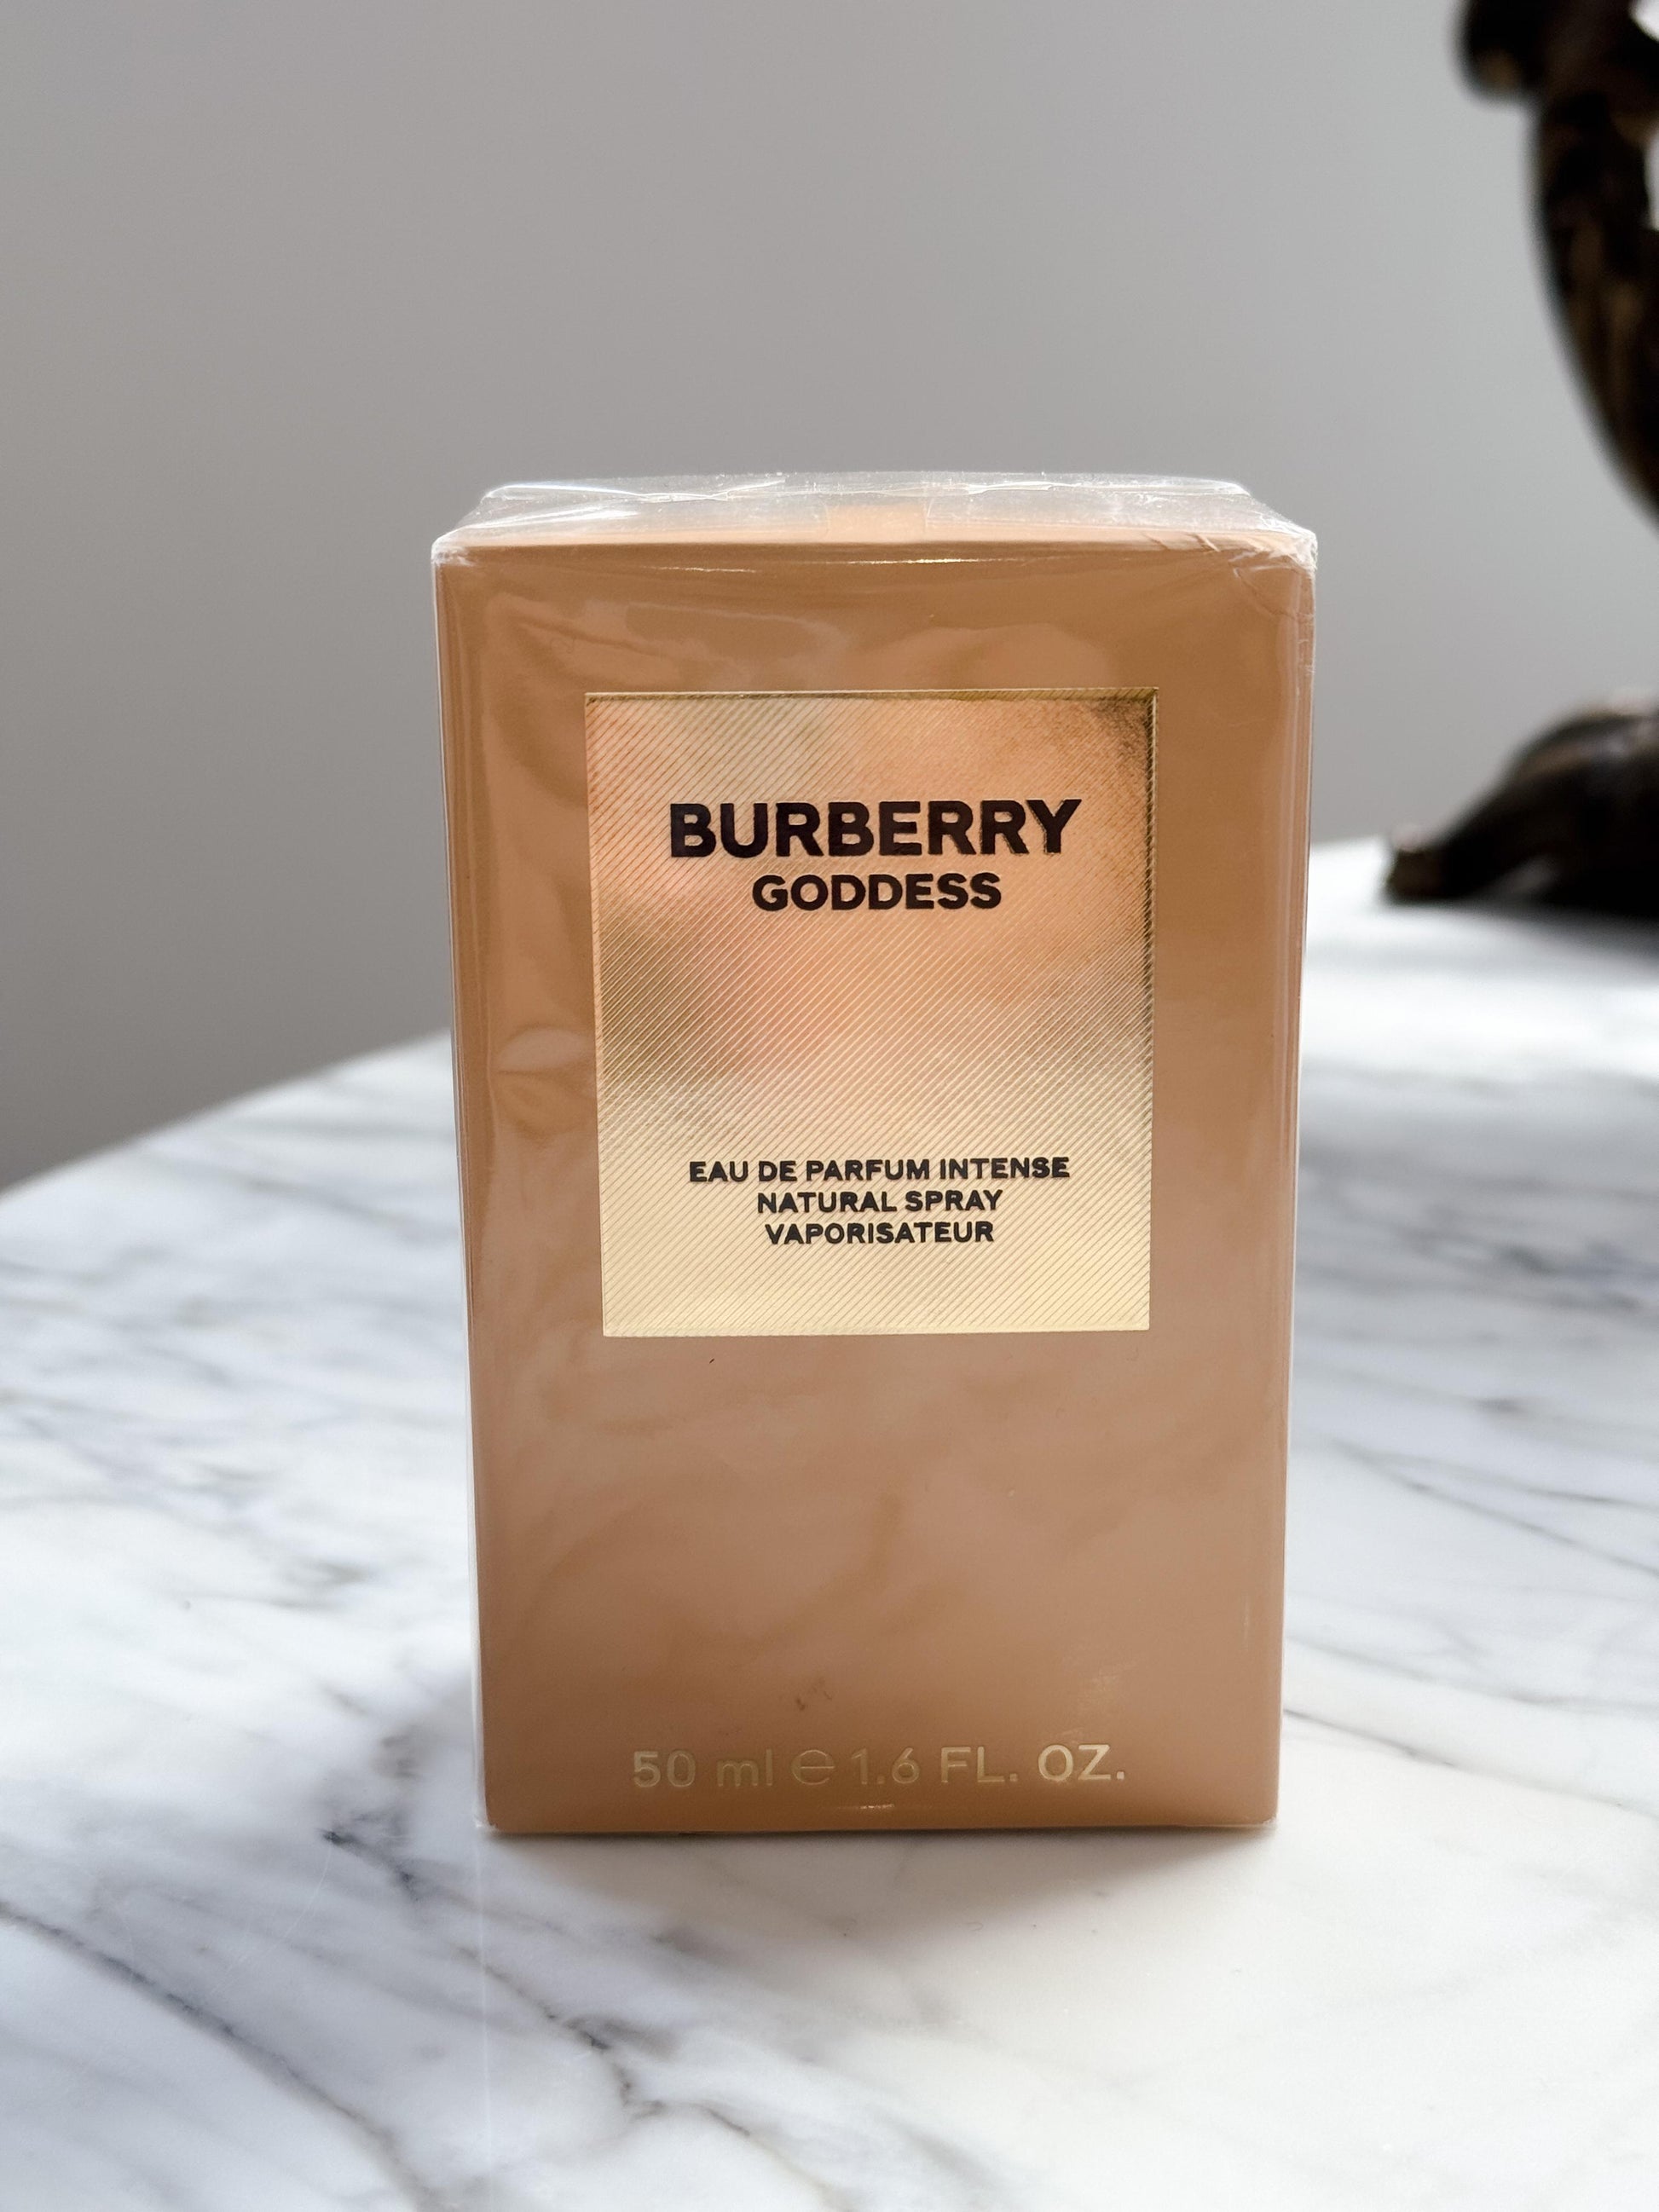 BURBERRY
GODDESS
EAU DE PARFUM INTENSE
NATURAL SPRAY
VAPORISATEUR
50 ml ℮ 1.6 FL. OZ.